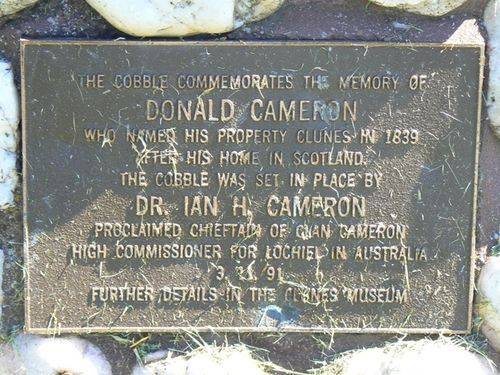 THE COBBLE COMMEMORATES THE MEMORY OF
DONALD CAMERON
WHO NAMED HIS PROPERTY CLUNES IN 1839
AFTER HIS HOME IN SCOTLAND.
THE COBBLE WAS SET IN PLACE BY
DR. IAN H. CAMERON
PROCLAIMED CHIEFTAIN OF CLAN CAMERON
HIGH COMMISSIONER FOR LOCHIEL IN AUSTRALIA
91
FURTHER DETAILS IN THE CLUNES MUSEUM